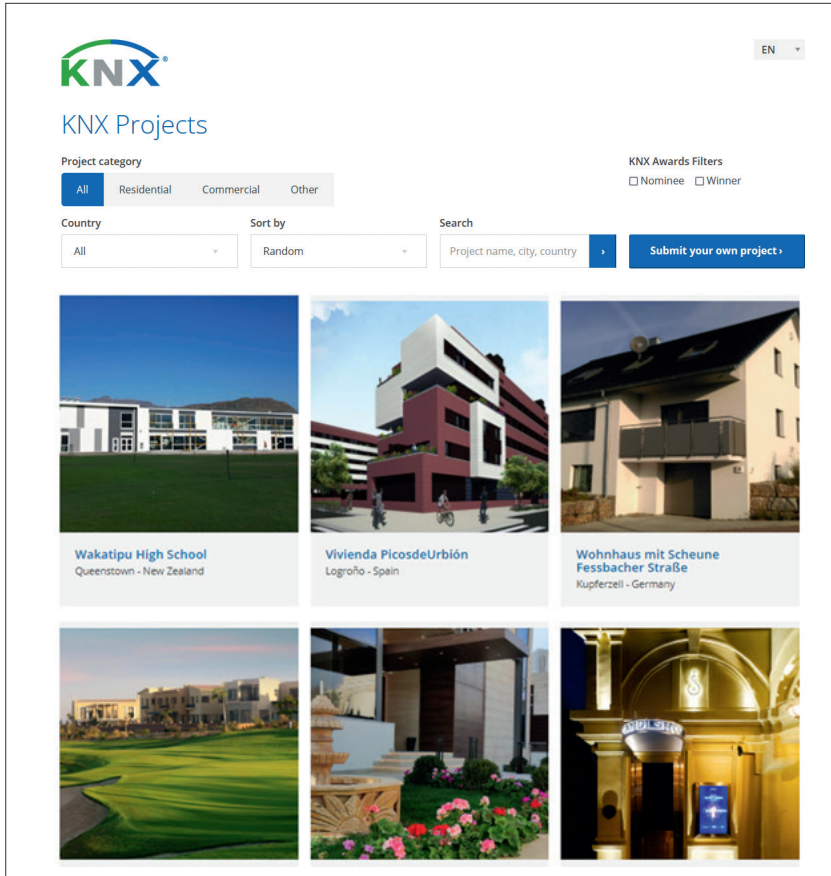 KNX®
EN
KNX Projects
Project category
KNX Awards Filters
All Residential Commercial Other
Nominee Winner
Country Sort by Search
All Random Project name, city, country › Submit your own project ›
Wakatipu High School
Queenstown - New Zealand
Vivienda PicosdeUrbión
Logroño - Spain
Wohnhaus mit Scheune
Fessbacher Straße
Kupferzell - Germany
S